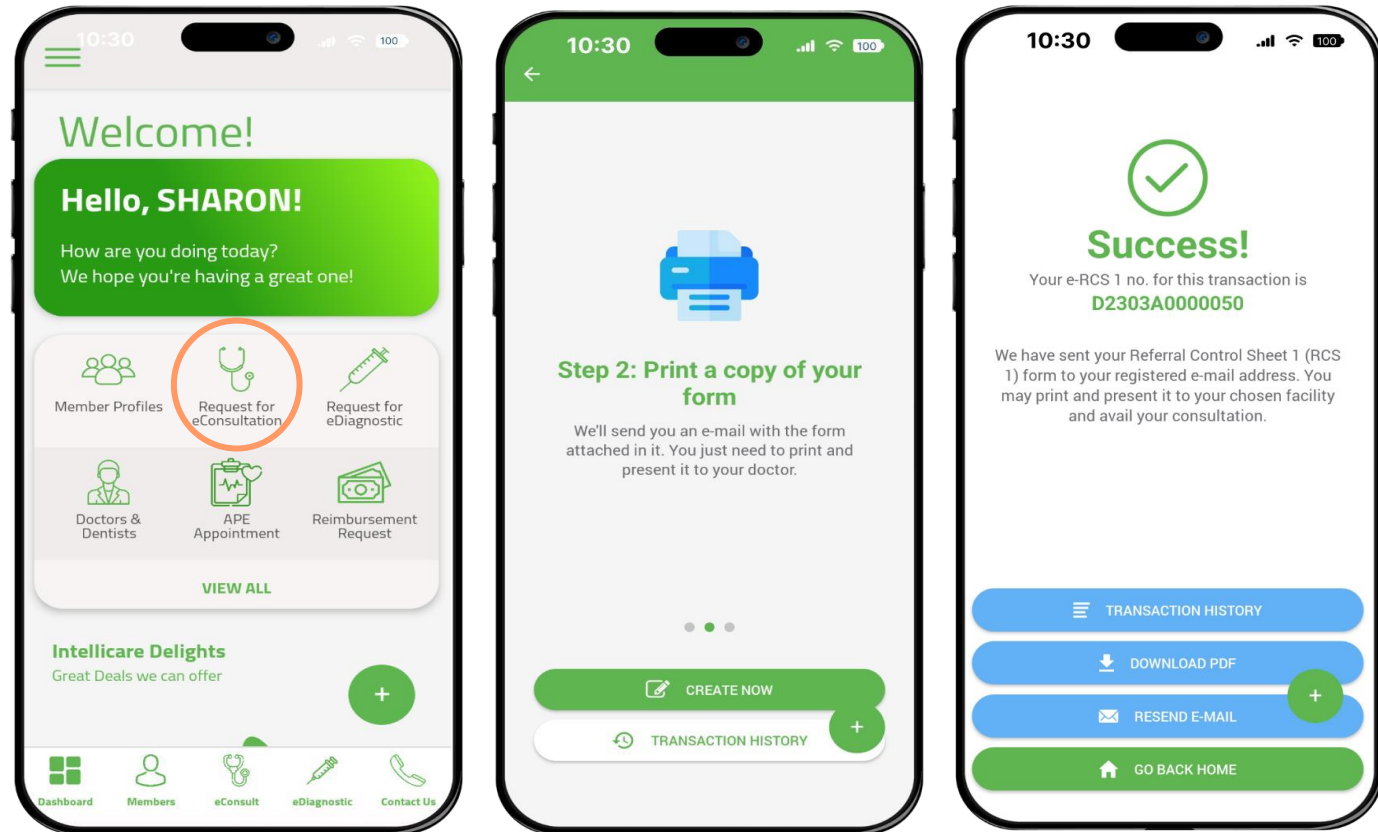 10:30
100
Welcome!
Hello, SHARON!
How are you doing today?
We hope you're having a great one!
Member Profiles
Request for
eConsultation
Request for
eDiagnostic
Doctors &
Dentists
APE
Appointment
Reimbursement
Request
VIEW ALL
Intellicare Delights
Great Deals we can offer
+
Dashboard
Members
eConsult
eDiagnostic
Contact Us
10:30
100
Step 2: Print a copy of your
form
We'll send you an e-mail with the form
attached in it. You just need to print and
present it to your doctor.
CREATE NOW
TRANSACTION HISTORY
+
10:30
100
Success!
Your e-RCS 1 no. for this transaction is
D2303A0000050
We have sent your Referral Control Sheet 1 (RCS
1) form to your registered e-mail address. You
may print and present it to your chosen facility
and avail your consultation.
TRANSACTION HISTORY
DOWNLOAD PDF
+
RESEND E-MAIL
GO BACK HOME